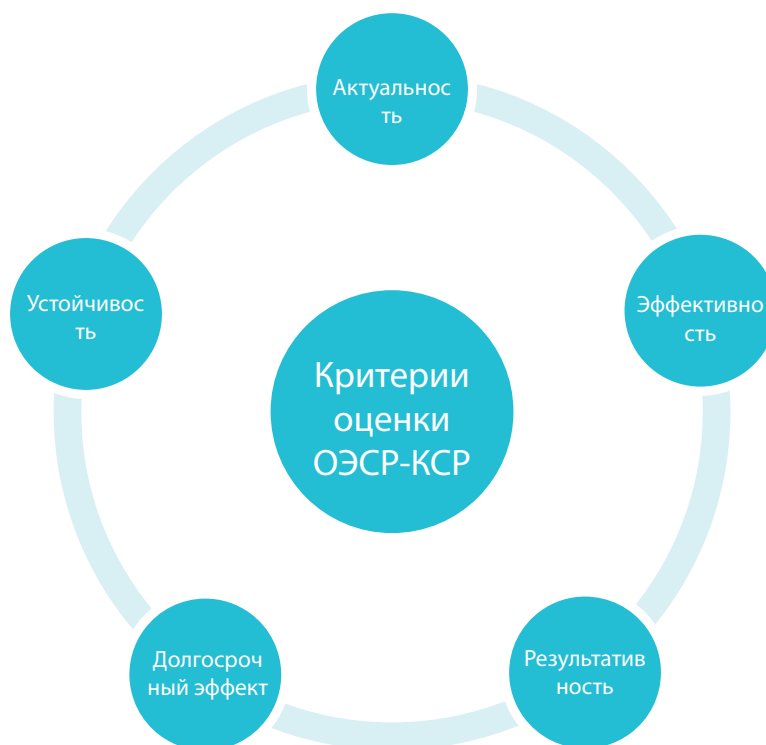 Актуальнос
ть
Эффективно
сть
Результатив
ность
Долгосроч
ный эффект
Устойчивос
ть
Критерии
оценки
ОЭСР-КСР